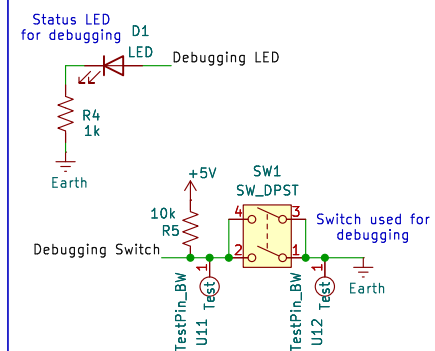 Status LED
for debugging
D1
LED
Debugging LED
R4
1k
Earth
+5V
SW1
SW_DPST
10k
R5
4
3
Switch used for
debugging
Debugging Switch
2
1
1
Test
1
Test
Earth
TestPin_BW
U11
TestPin_BW
U12